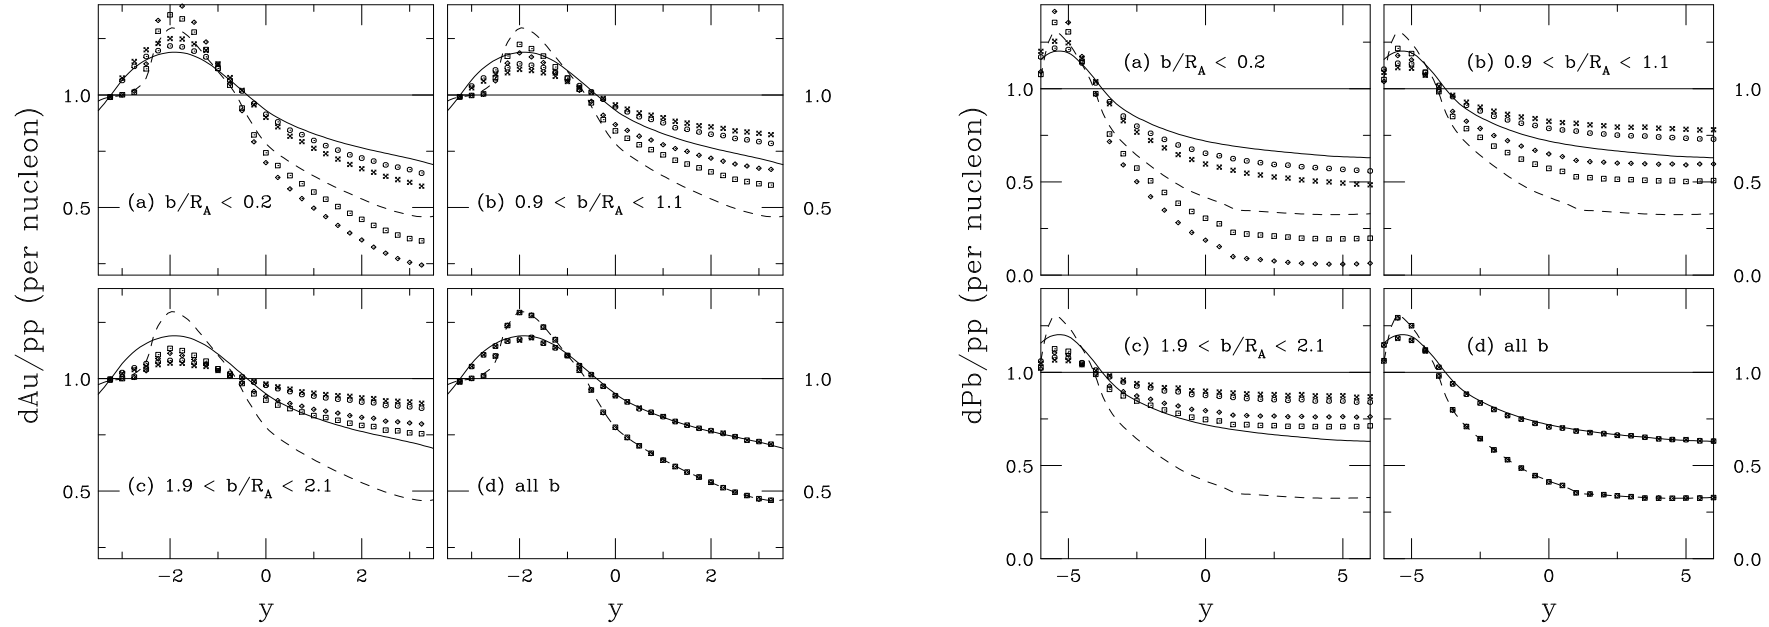 dAu/pp (per nucleon)
1.0
0.5
(a) b/R_A < 0.2
(b) 0.9 < b/R_A < 1.1
1.0
0.5
1.0
0.5
(c) 1.9 < b/R_A < 2.1
(d) all b
1.0
0.5
−2 0 2
−2 0 2
y
y
dPb/pp (per nucleon)
1.0
0.5
0.0
(a) b/R_A < 0.2
(b) 0.9 < b/R_A < 1.1
1.0
0.5
0.0
1.0
0.5
0.0
(c) 1.9 < b/R_A < 2.1
(d) all b
1.0
0.5
0.0
−5 0 5
−5 0 5
y
y